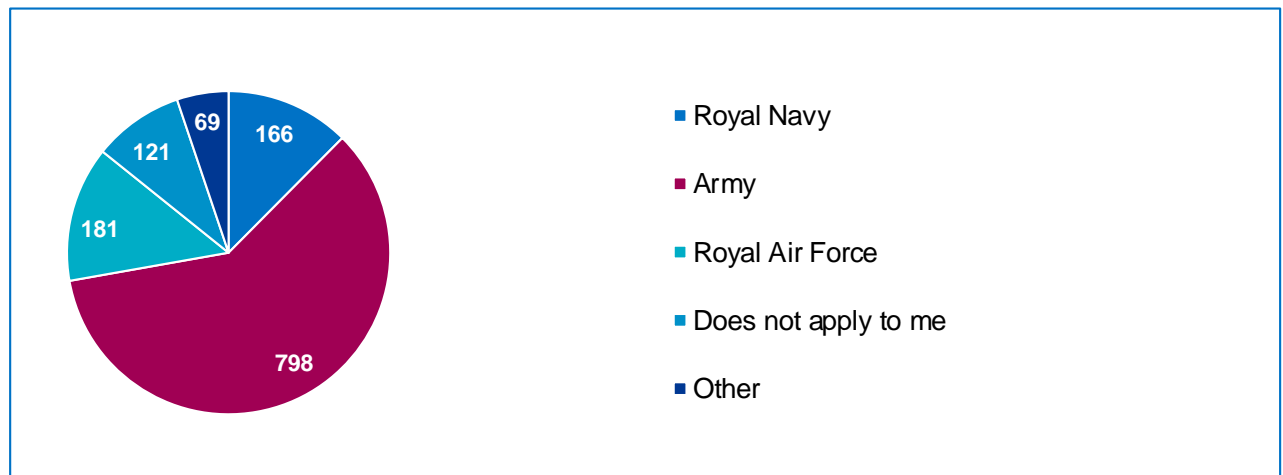 69
166
121
181
798
Royal Navy
Army
Royal Air Force
Does not apply to me
Other